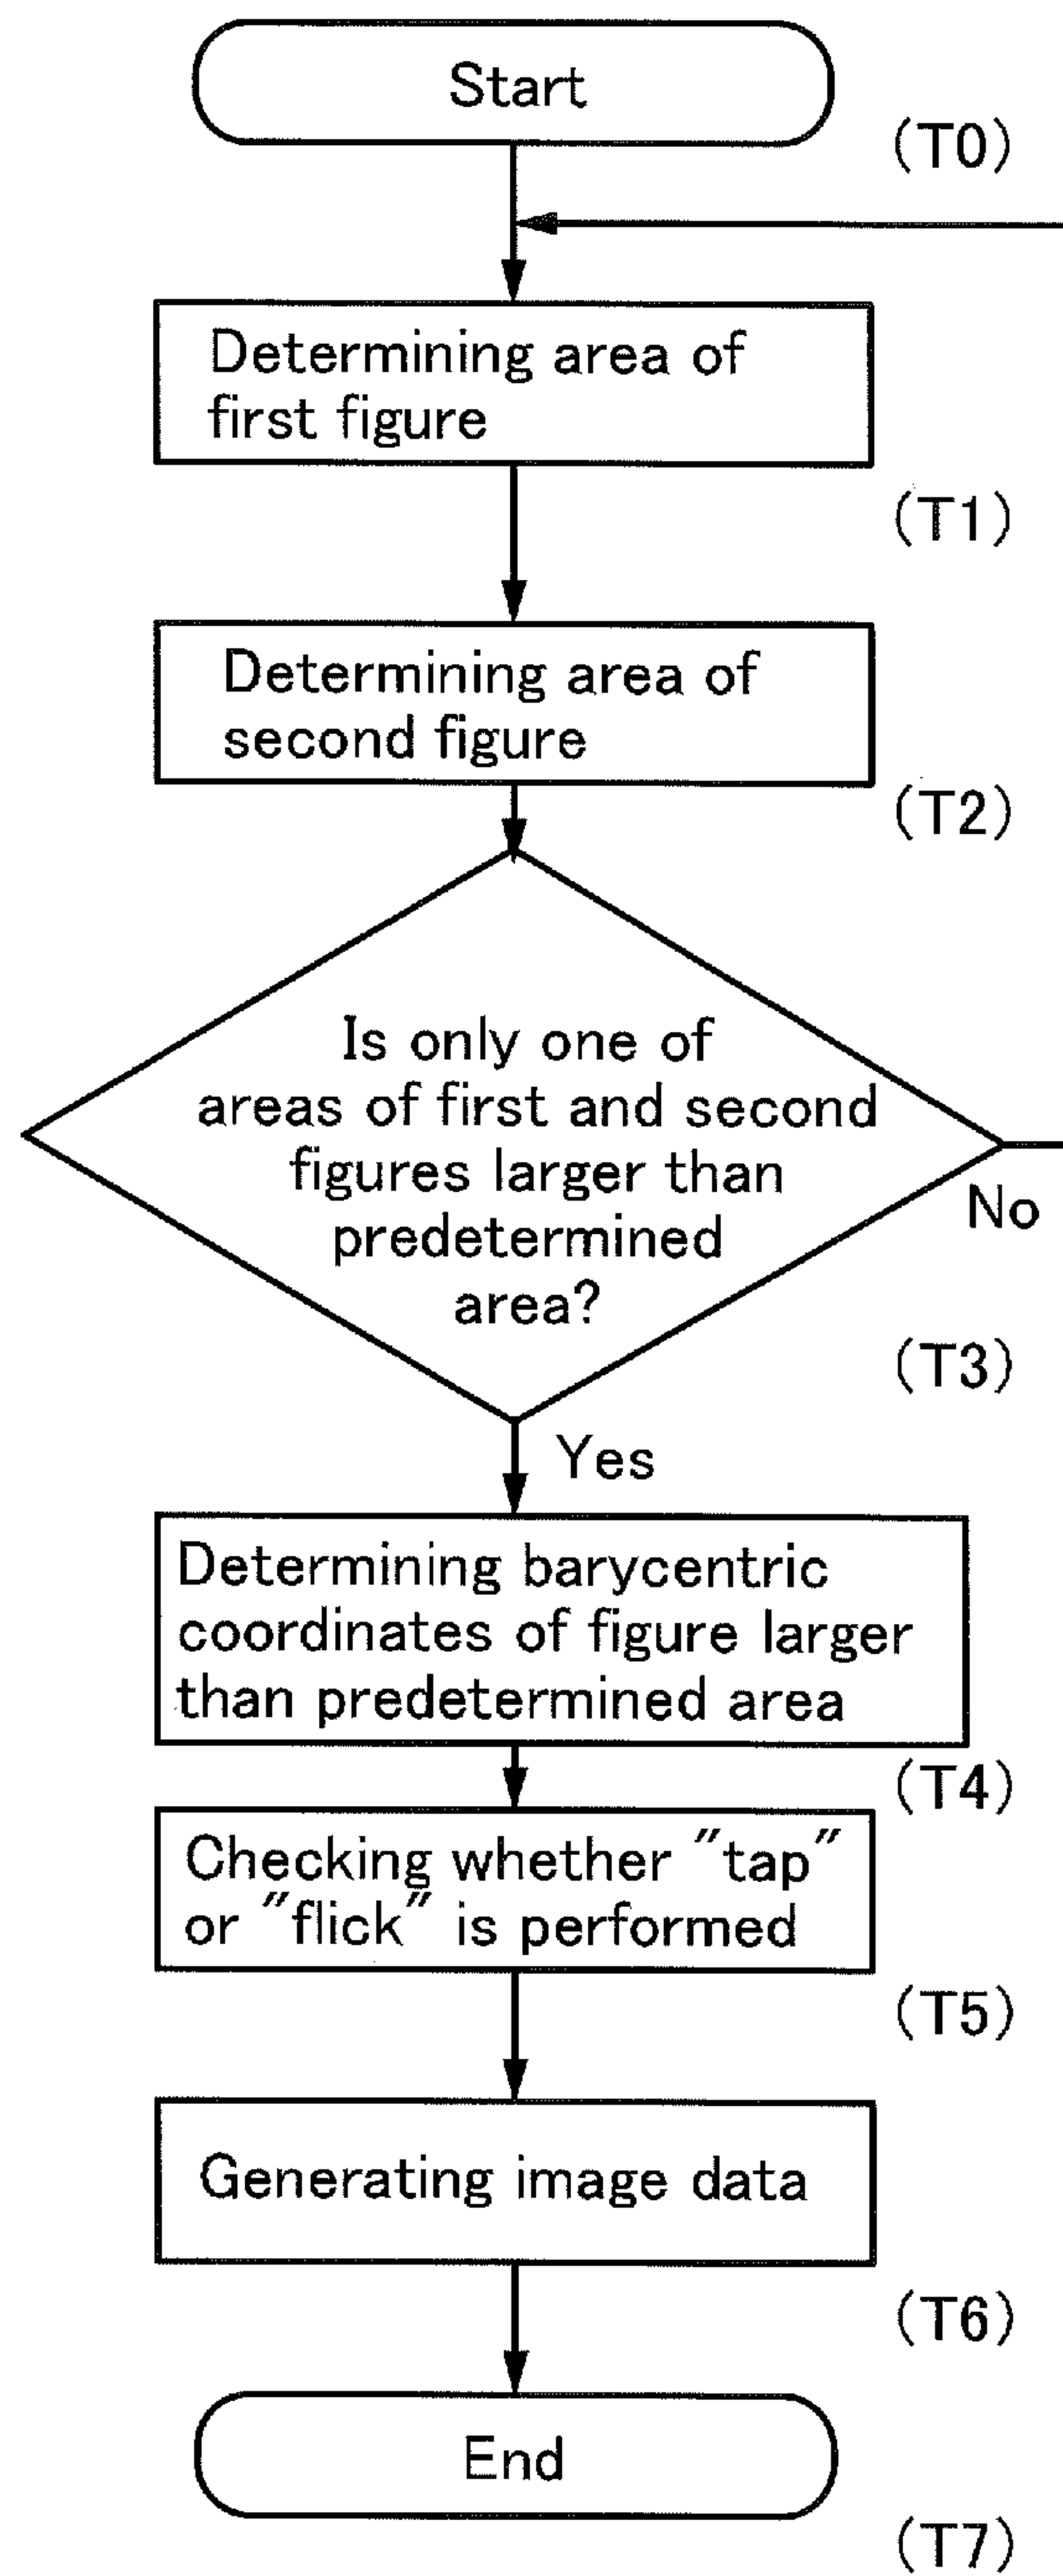 Start
(T0)
Determining area of
first figure
(T1)
Determining area of
second figure
(T2)
Is only one of
areas of first and second
figures larger than
predetermined
area?
No
(T3)
Yes
Determining barycentric
coordinates of figure larger
than predetermined area
(T4)
Checking whether "tap"
or "flick" is performed
(T5)
Generating image data
(T6)
End
(T7)